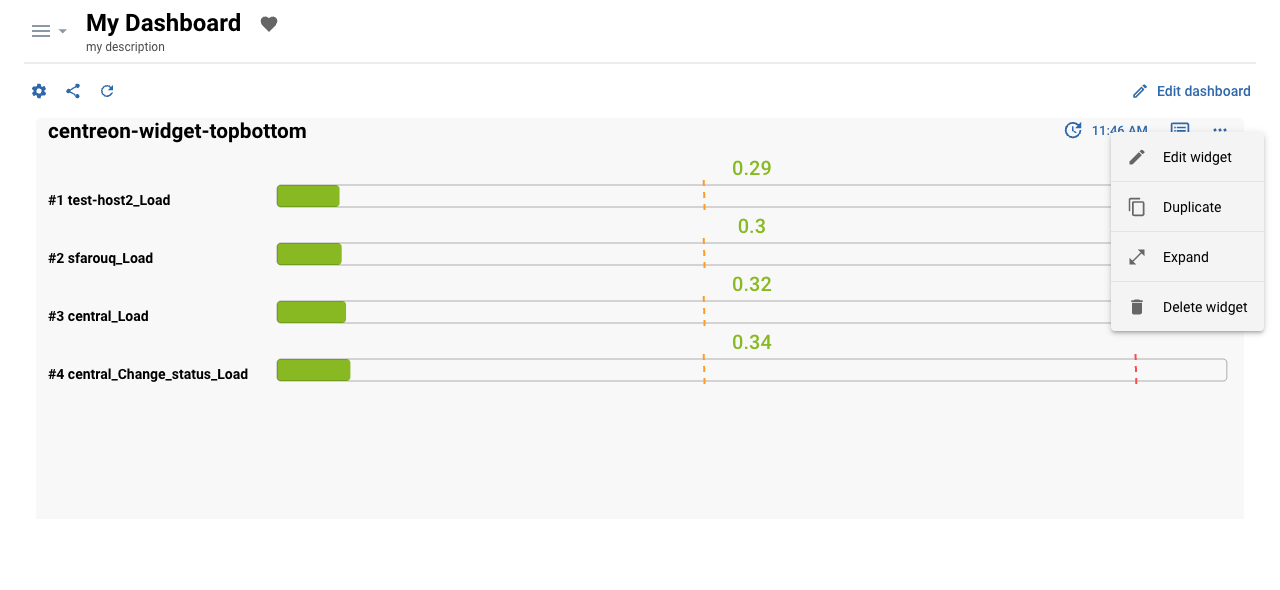 My Dashboard
my description
Edit dashboard
centreon-widget-topbottom
11:46 AM
Edit widget
Duplicate
Expand
Delete widget
0.29
#1 test-host2_Load
0.3
#2 sfarouq_Load
0.32
#3 central_Load
0.34
#4 central_Change_status_Load